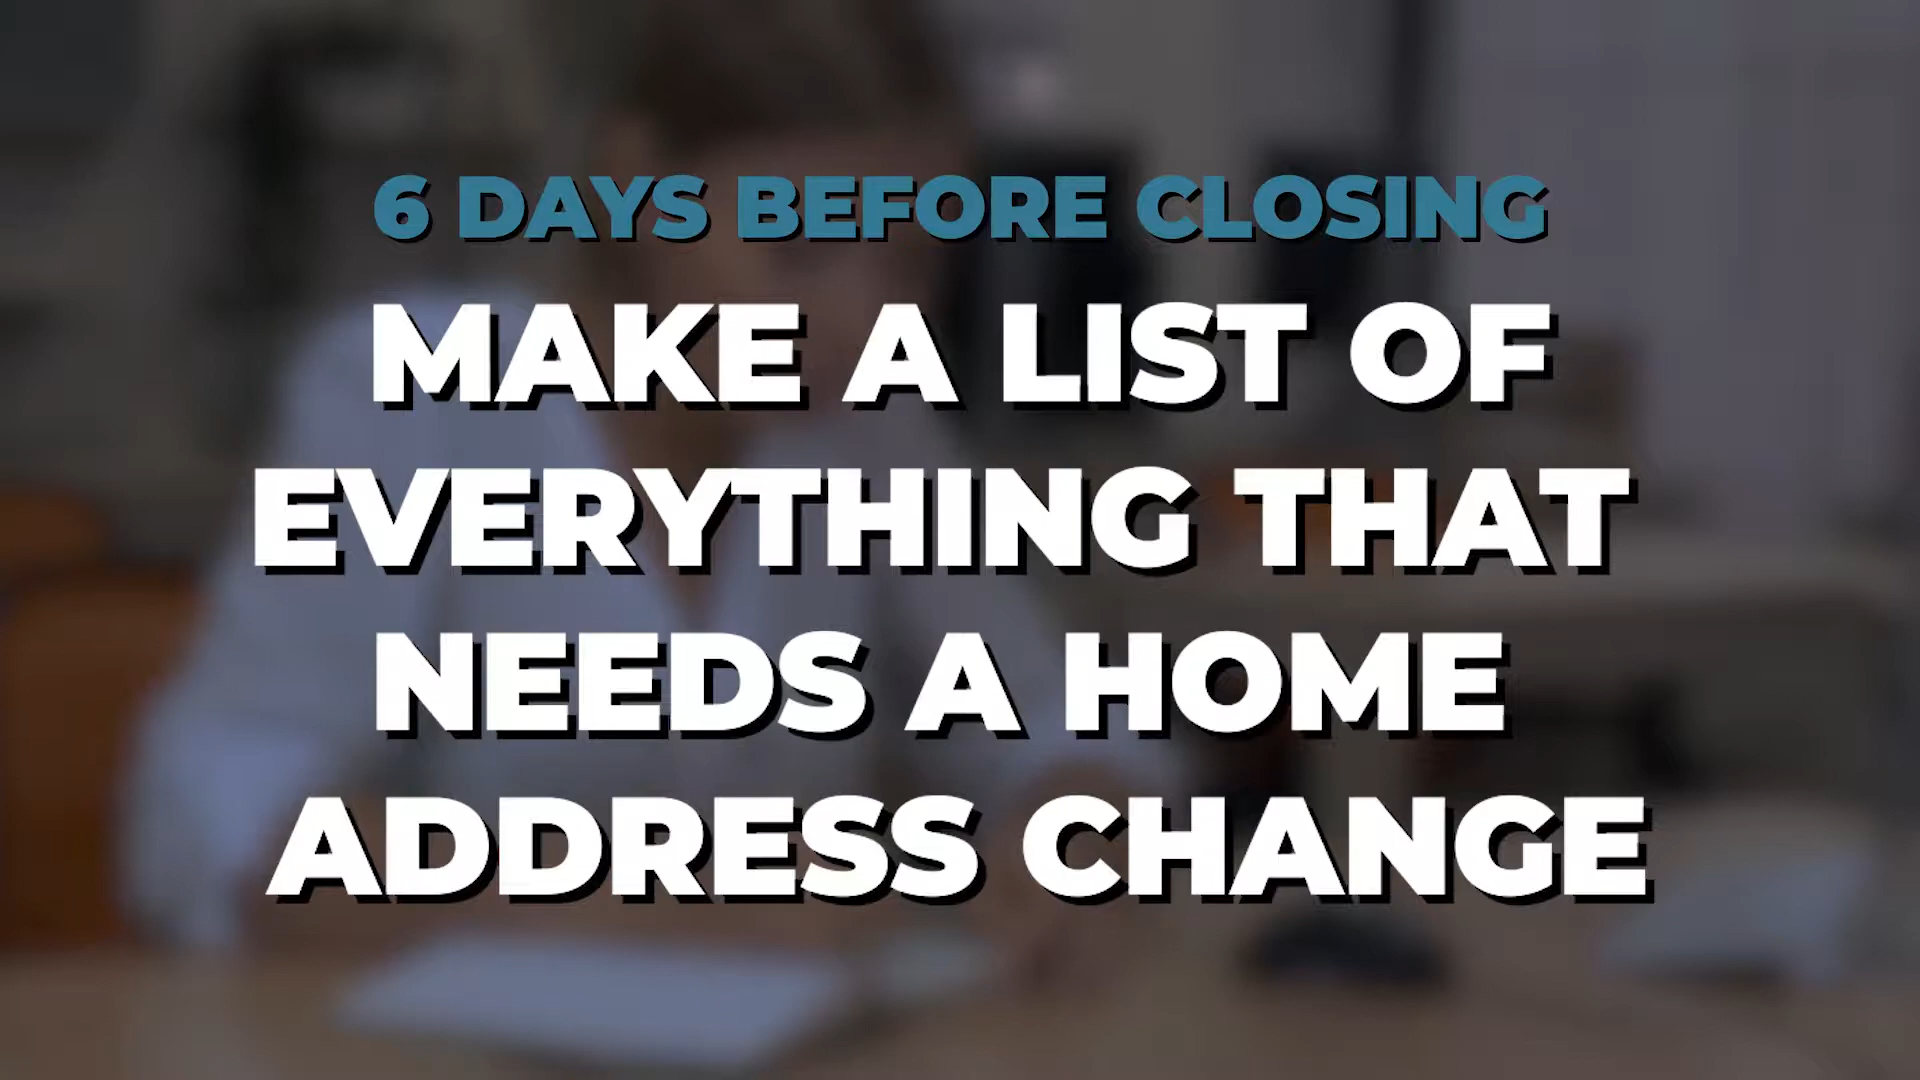 6 DAYS BEFORE CLOSING
MAKE A LIST OF
EVERYTHING THAT
NEEDS A HOME
ADDRESS CHANGE